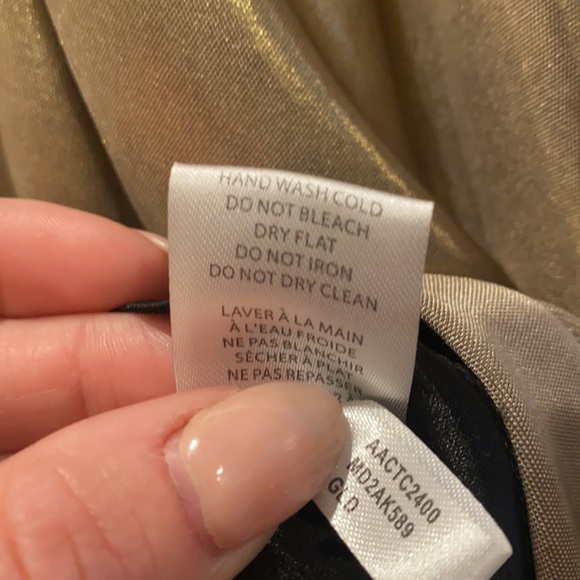 HAND WASH COLD
DO NOT BLEACH
DRY FLAT
DO NOT IRON
DO NOT DRY CLEAN
LAVER À LA MAIN
À L'EAU FROIDE
NE PAS BLANCHIR
SÉCHER À PLAT
NE PAS REPASSER
AACTC2400
MD2AK589
GLD